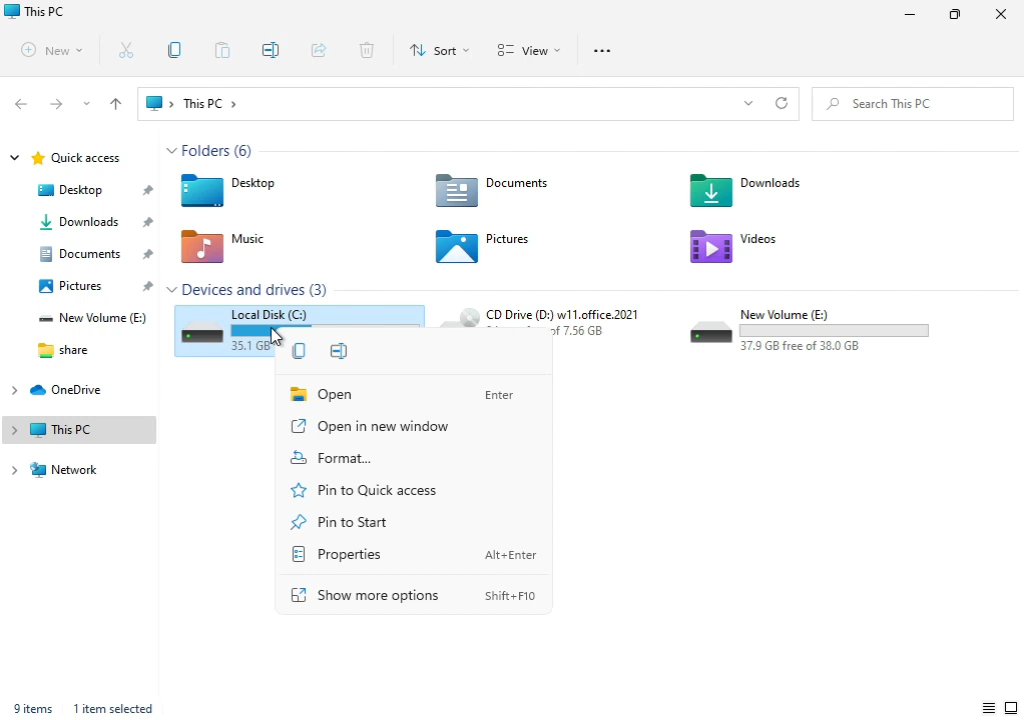 This PC
New
Sort
View
This PC
Search This PC
Quick access
Desktop
Downloads
Documents
Pictures
New Volume (E:)
share
OneDrive
This PC
Network
Folders (6)
Desktop
Documents
Downloads
Music
Pictures
Videos
Devices and drives (3)
Local Disk (C:)
35.1 GB
CD Drive (D:) w11.office.2021
of 7.56 GB
New Volume (E:)
37.9 GB free of 38.0 GB
Open Enter
Open in new window
Format...
Pin to Quick access
Pin to Start
Properties Alt+Enter
Show more options Shift+F10
9 items 1 item selected